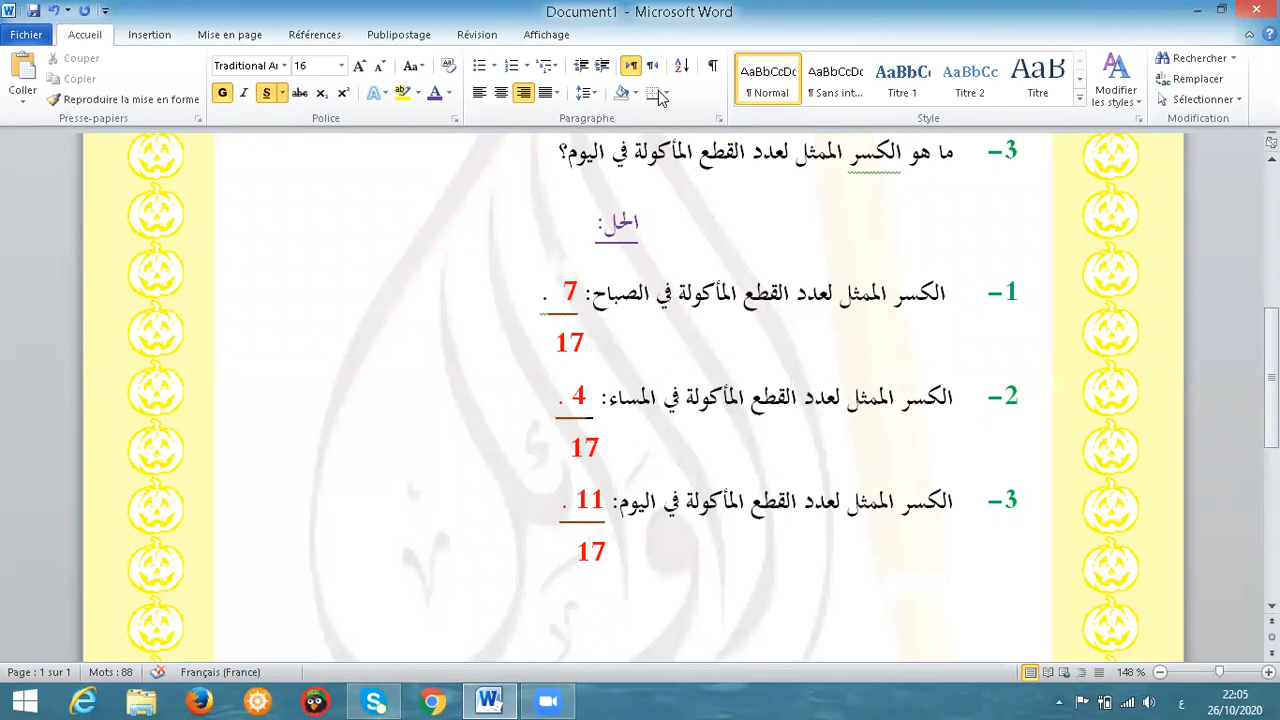 Document1 - Microsoft Word
Fichier Accueil Insertion Mise en page Références Publipostage Révision Affichage
Coller
Couper
Copier
Reproduire la mise en forme
Presse-papiers
Traditional Ar 16
G I S abc x₂ x²
Police
Paragraphe
AaBbCcDc AaBbCcDc AaBbCc AaBbCc AaB
¶ Normal ¶ Sans int... Titre 1 Titre 2 Titre
Modifier les styles
Style
Rechercher
Remplacer
Sélectionner
Modification
3- ما هو الكسر الممثل لعدد القطع المأكولة في اليوم؟
الحل:
1- الكسر الممثل لعدد القطع المأكولة في الصباح: 7 .
17
2- الكسر الممثل لعدد القطع المأكولة في المساء: 4 .
17
3- الكسر الممثل لعدد القطع المأكولة في اليوم: 11 .
17
Page : 1 sur 1 Mots : 88 Français (France) 148 %
22:05
ع 26/10/2020